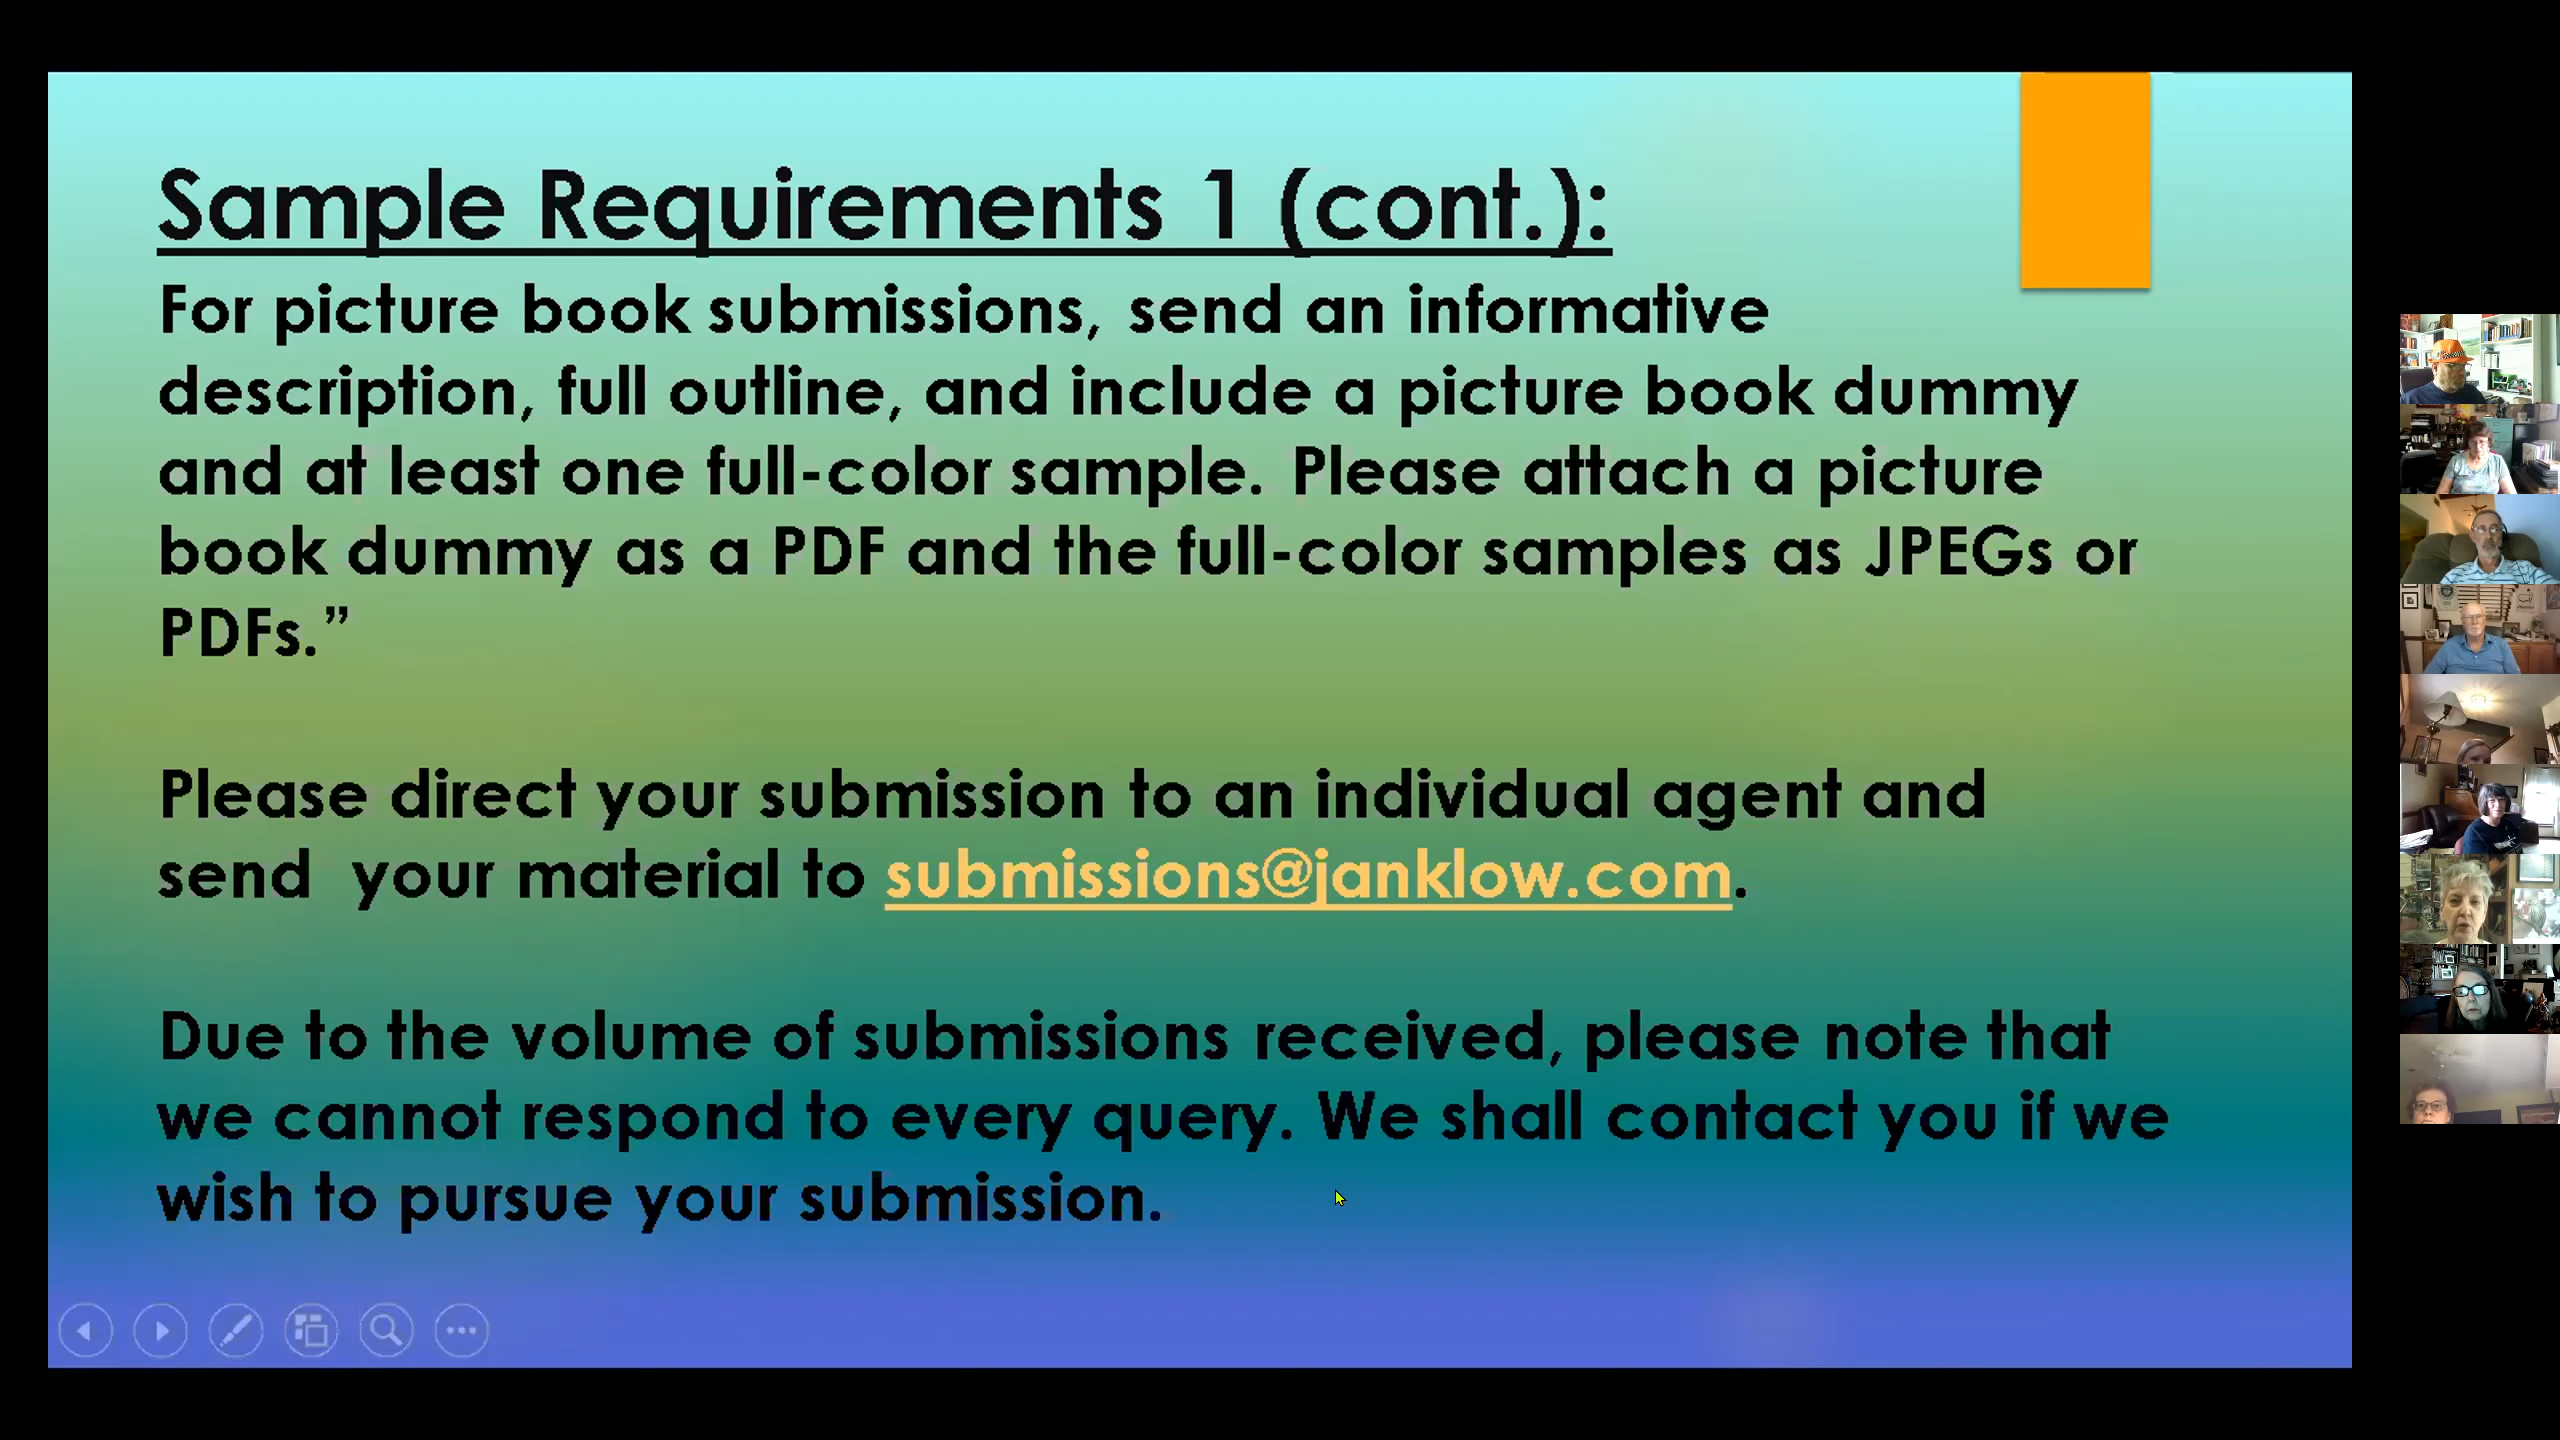 Sample Requirements 1 (cont.):
For picture book submissions, send an informative
description, full outline, and include a picture book dummy
and at least one full-color sample. Please attach a picture
book dummy as a PDF and the full-color samples as JPEGs or
PDFs.”
Please direct your submission to an individual agent and
send  your material to submissions@janklow.com.
Due to the volume of submissions received, please note that
we cannot respond to every query. We shall contact you if we
wish to pursue your submission.